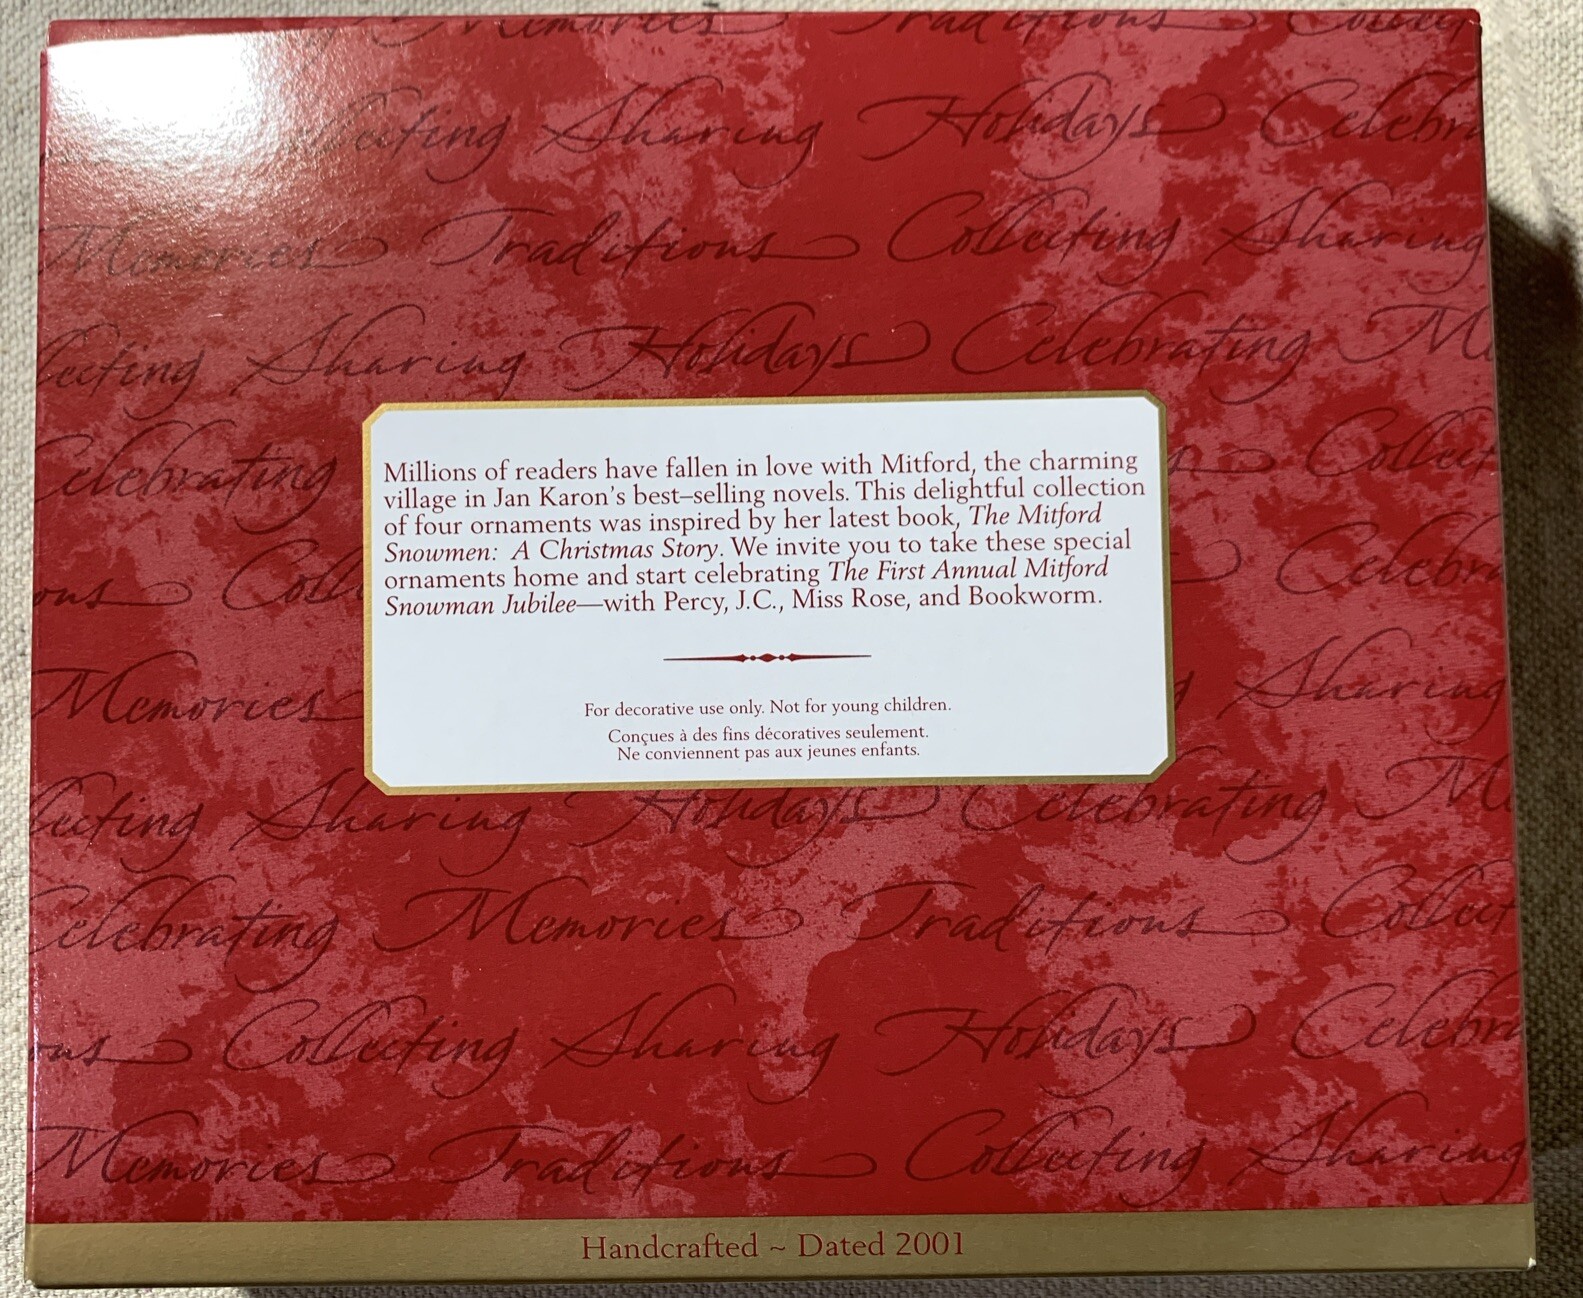 Memories Traditions
Collecting Sharing Holidays
Memories Traditions Collecting Sharing
Sharing Holidays Celebrating
Celebrating
Millions of readers have fallen in love with Mitford, the charming
village in Jan Karon's best–selling novels. This delightful collection
of four ornaments was inspired by her latest book, The Mitford
Snowmen: A Christmas Story. We invite you to take these special
ornaments home and start celebrating The First Annual Mitford
Snowman Jubilee—with Percy, J.C., Miss Rose, and Bookworm.
For decorative use only. Not for young children.
Conçues à des fins décoratives seulement.
Ne conviennent pas aux jeunes enfants.
Memories Sharing
Sharing Holidays Celebrating
Celebrating Memories Traditions
Collecting Sharing Holidays
Memories Traditions Collecting Sharing
Handcrafted ~ Dated 2001